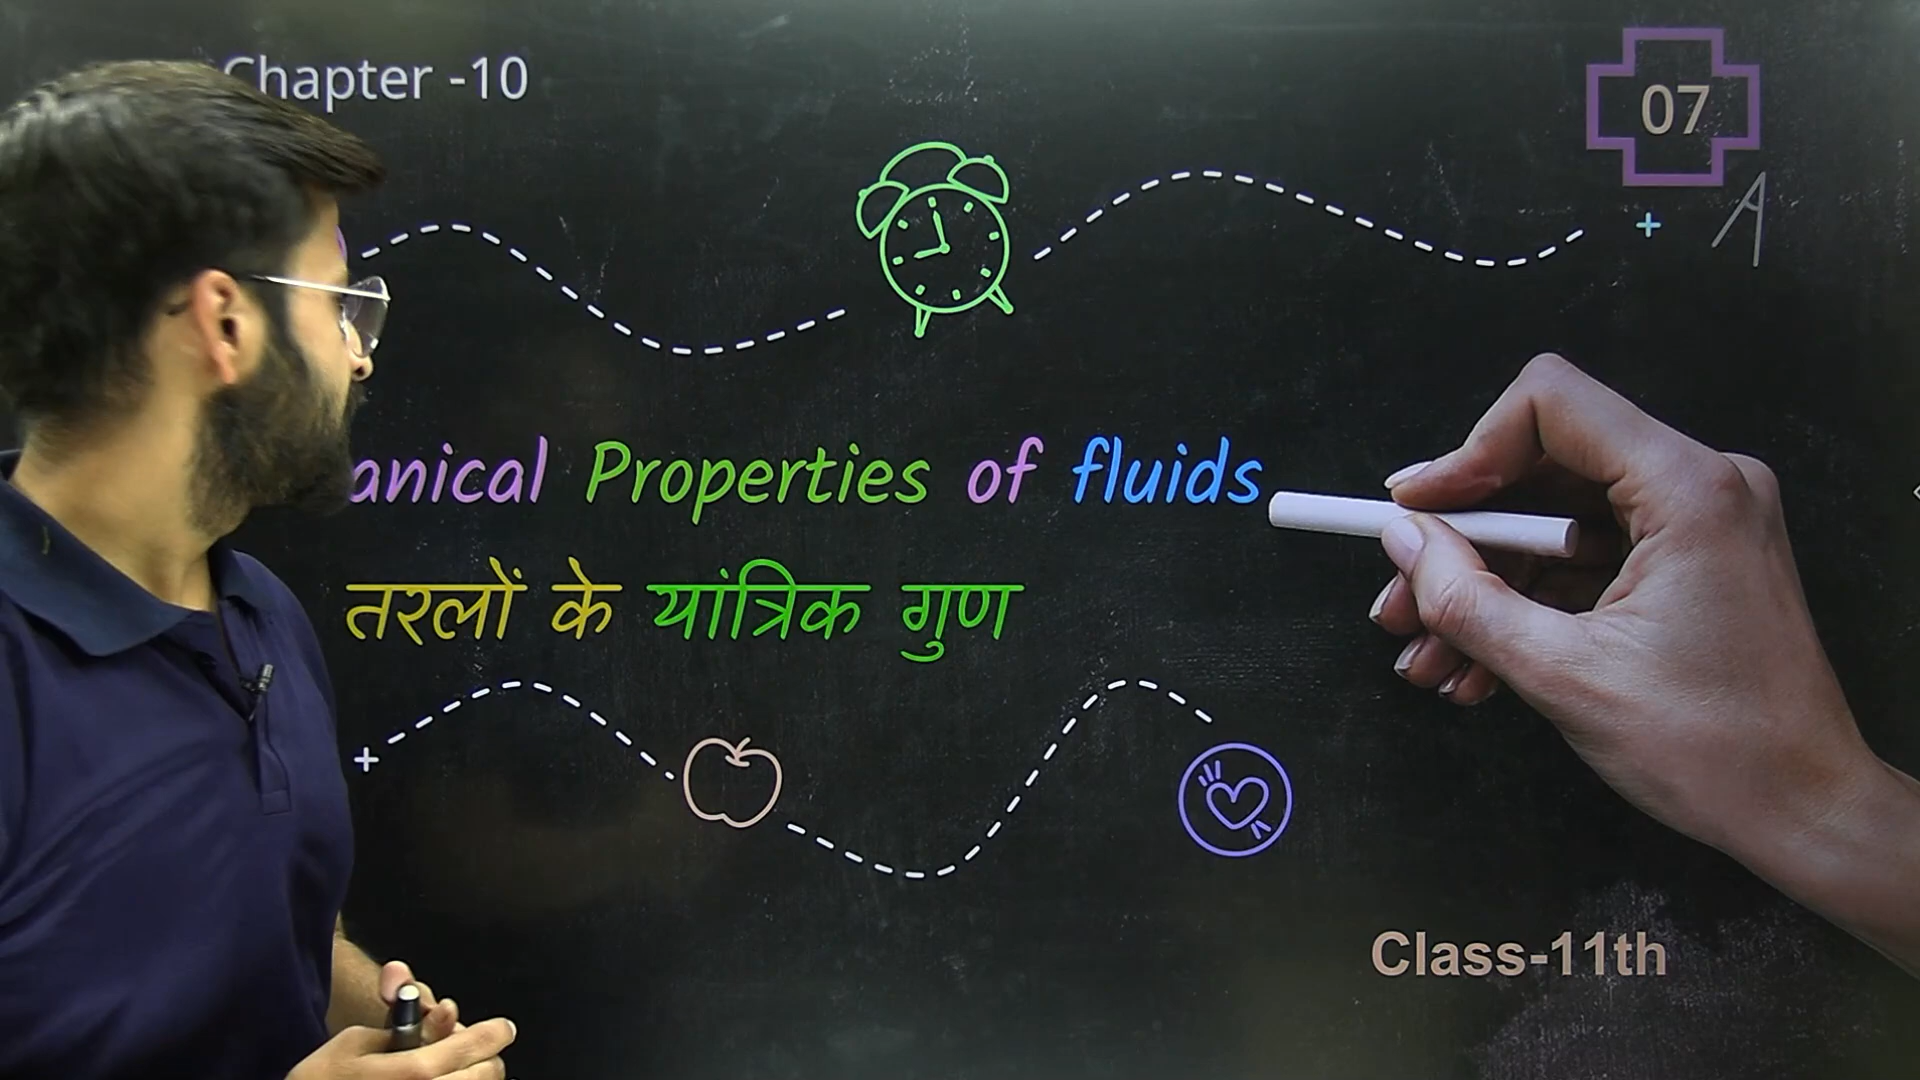 Chapter -10
07
A
anical Properties of fluids
तरलों के यांत्रिक गुण
Class-11th